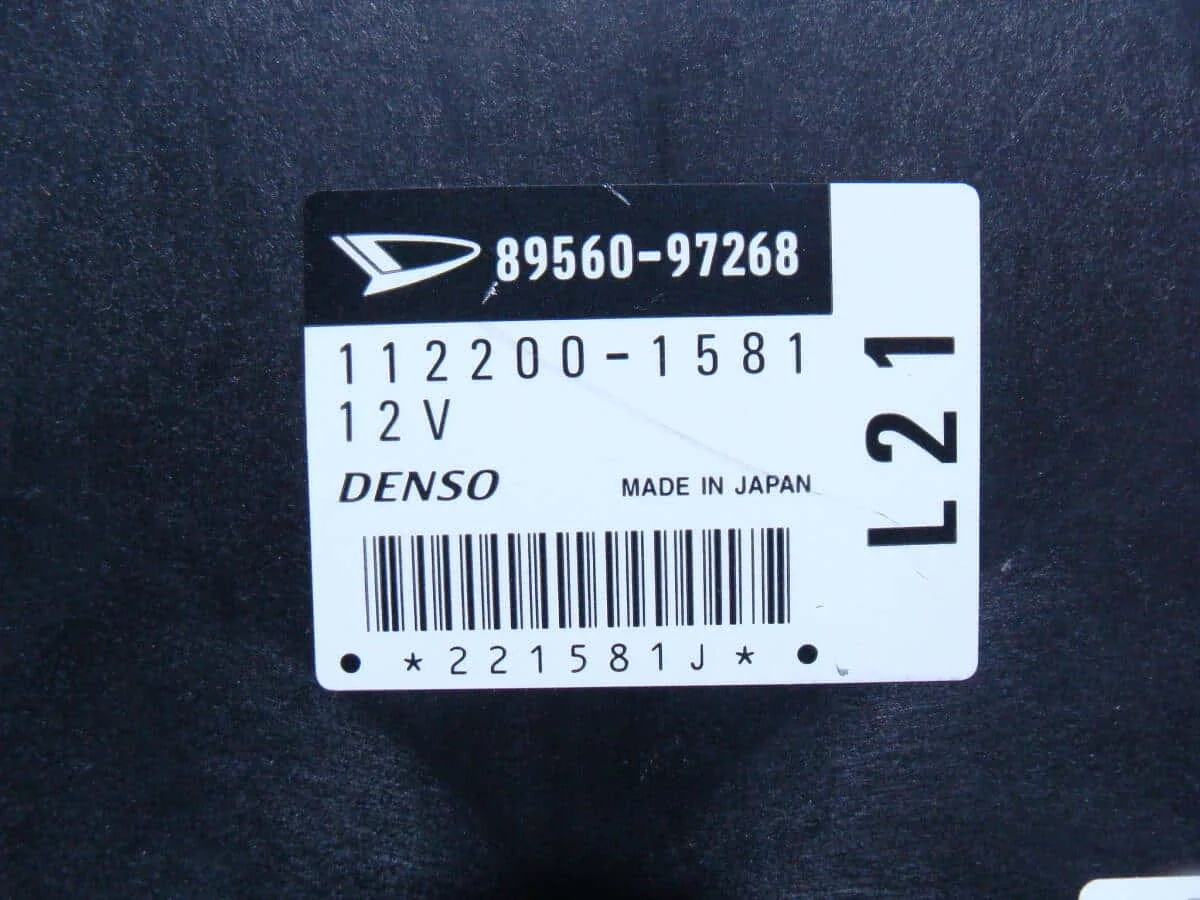 89560-97268
112200-1581
12V
DENSO MADE IN JAPAN
*221581J*
L21